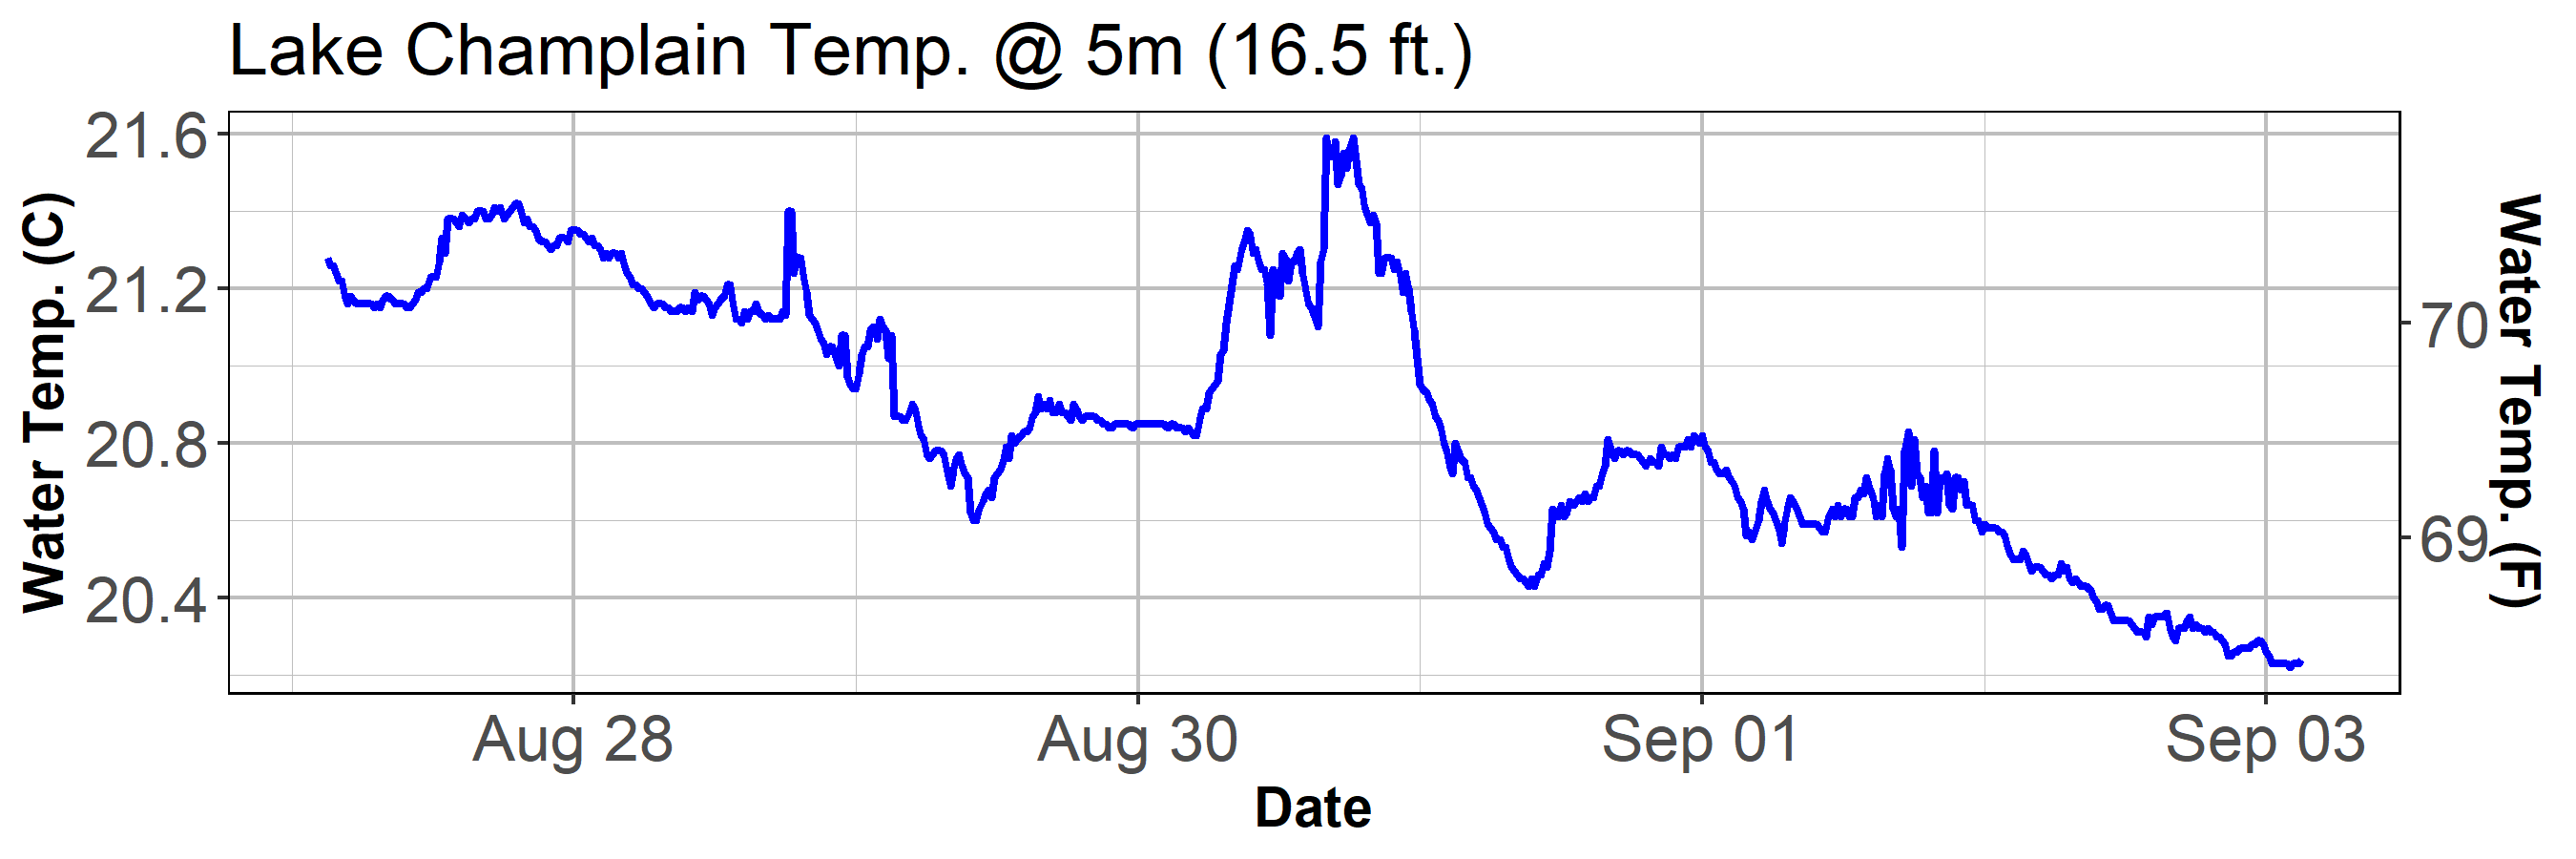 Lake Champlain Temp. @ 5m (16.5 ft.)
Water Temp. (C)
21.6
21.2
20.8
20.4
70
69
Water Temp. (F)
Aug 28
Aug 30
Sep 01
Sep 03
Date